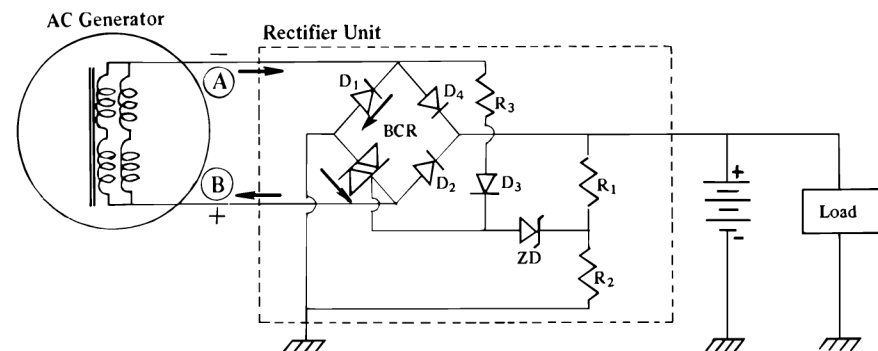 AC Generator
Rectifier Unit
−
A
D1
D4
R3
BCR
B
+
D2
D3
R1
ZD
R2
+
-
Load